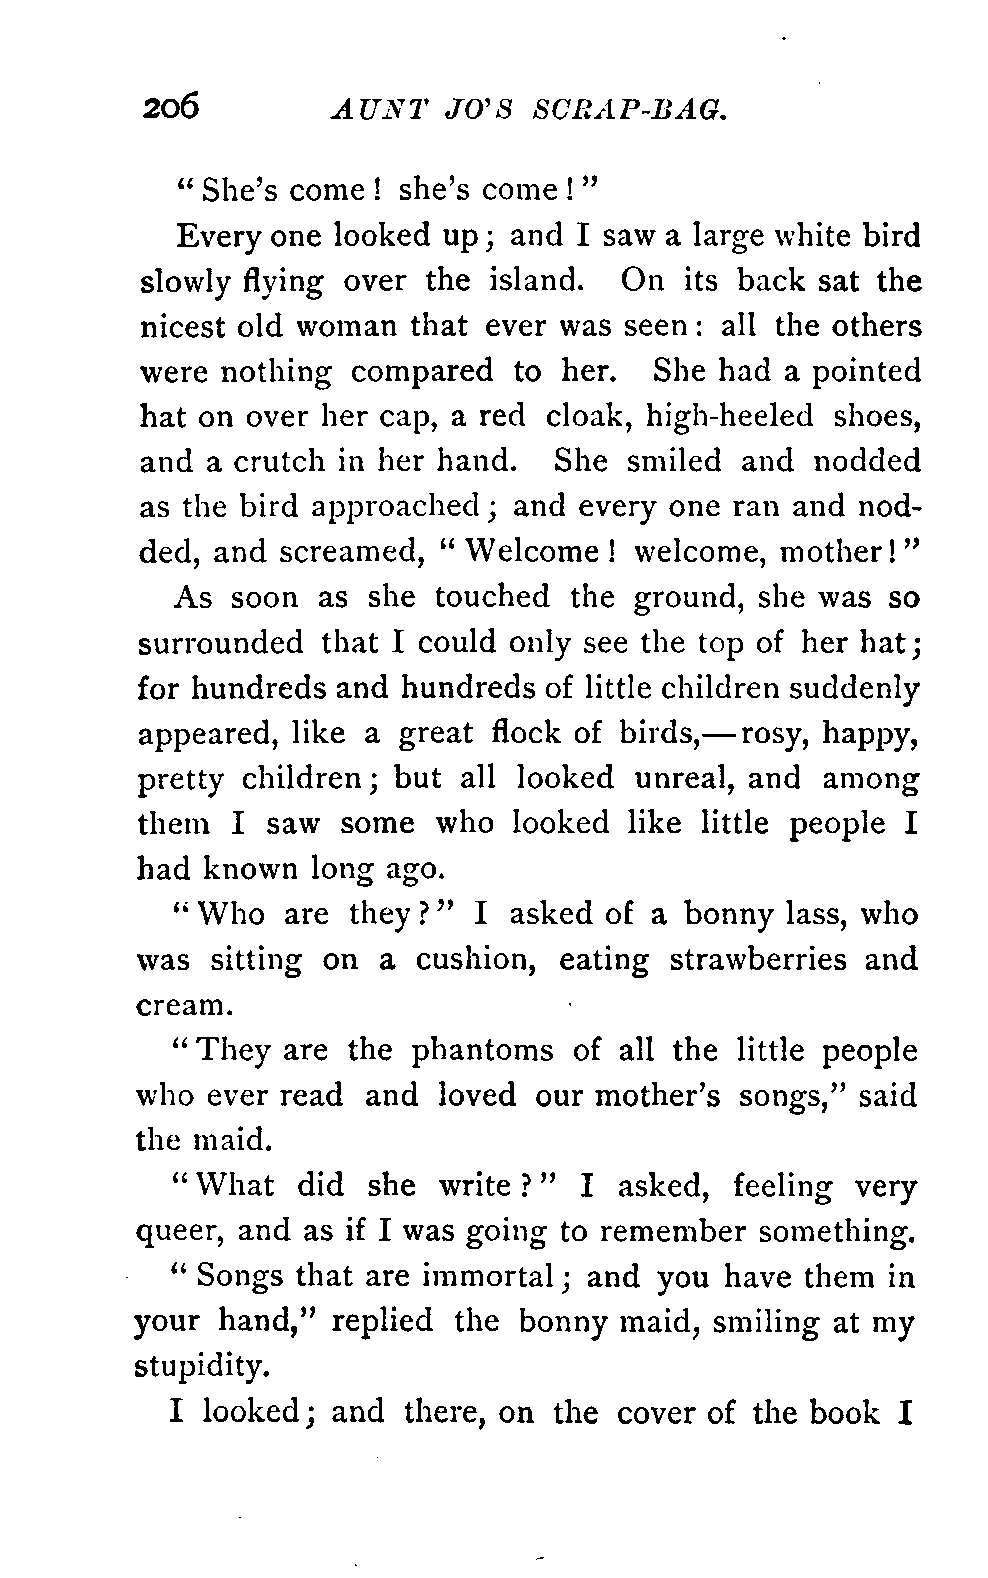 206 AUNT JO'S SCRAP-BAG.
"She's come! she's come!"
Every one looked up; and I saw a large white bird
slowly flying over the island. On its back sat the
nicest old woman that ever was seen: all the others
were nothing compared to her. She had a pointed
hat on over her cap, a red cloak, high-heeled shoes,
and a crutch in her hand. She smiled and nodded
as the bird approached; and every one ran and nod-
ded, and screamed, "Welcome! welcome, mother!"
As soon as she touched the ground, she was so
surrounded that I could only see the top of her hat;
for hundreds and hundreds of little children suddenly
appeared, like a great flock of birds,—rosy, happy,
pretty children; but all looked unreal, and among
them I saw some who looked like little people I
had known long ago.
"Who are they?" I asked of a bonny lass, who
was sitting on a cushion, eating strawberries and
cream.
"They are the phantoms of all the little people
who ever read and loved our mother's songs," said
the maid.
"What did she write?" I asked, feeling very
queer, and as if I was going to remember something.
"Songs that are immortal; and you have them in
your hand," replied the bonny maid, smiling at my
stupidity.
I looked; and there, on the cover of the book I